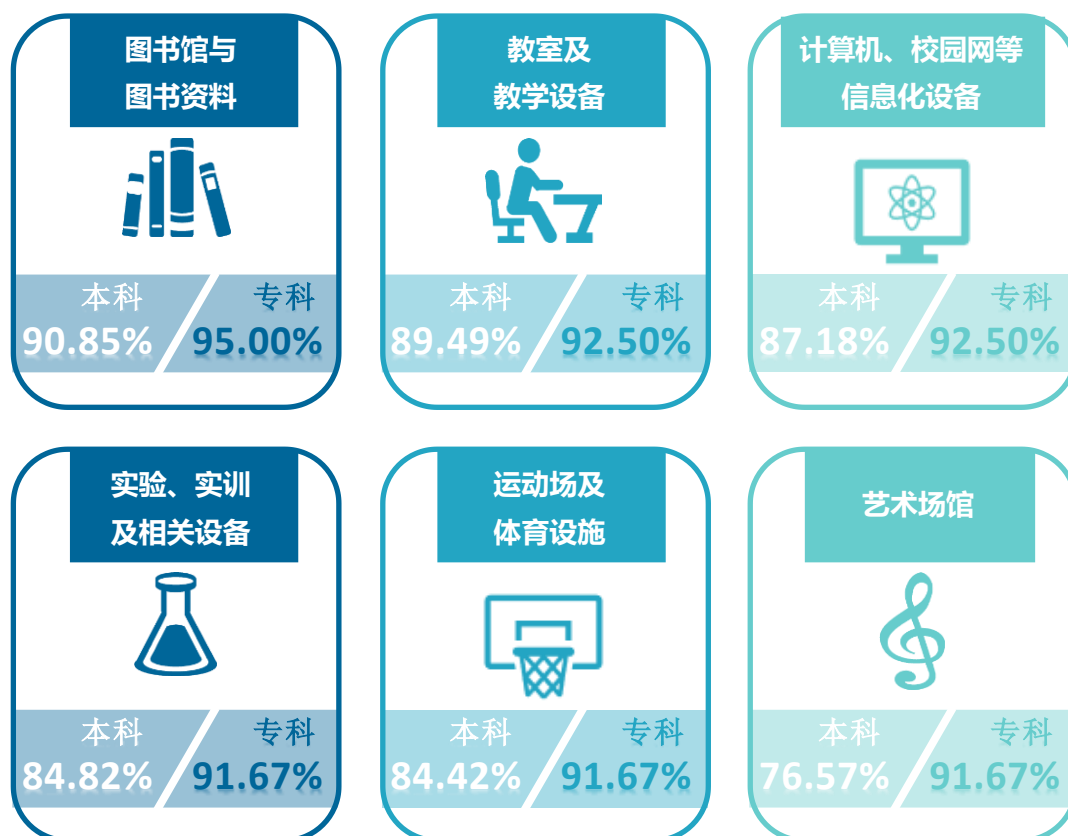 图书馆与
图书资料
本科
专科
90.85%
95.00%
教室及
教学设备
本科
专科
89.49%
92.50%
计算机、校园网等
信息化设备
本科
专科
87.18%
92.50%
实验、实训
及相关设备
本科
专科
84.82%
91.67%
运动场及
体育设施
本科
专科
84.42%
91.67%
艺术场馆
本科
专科
76.57%
91.67%